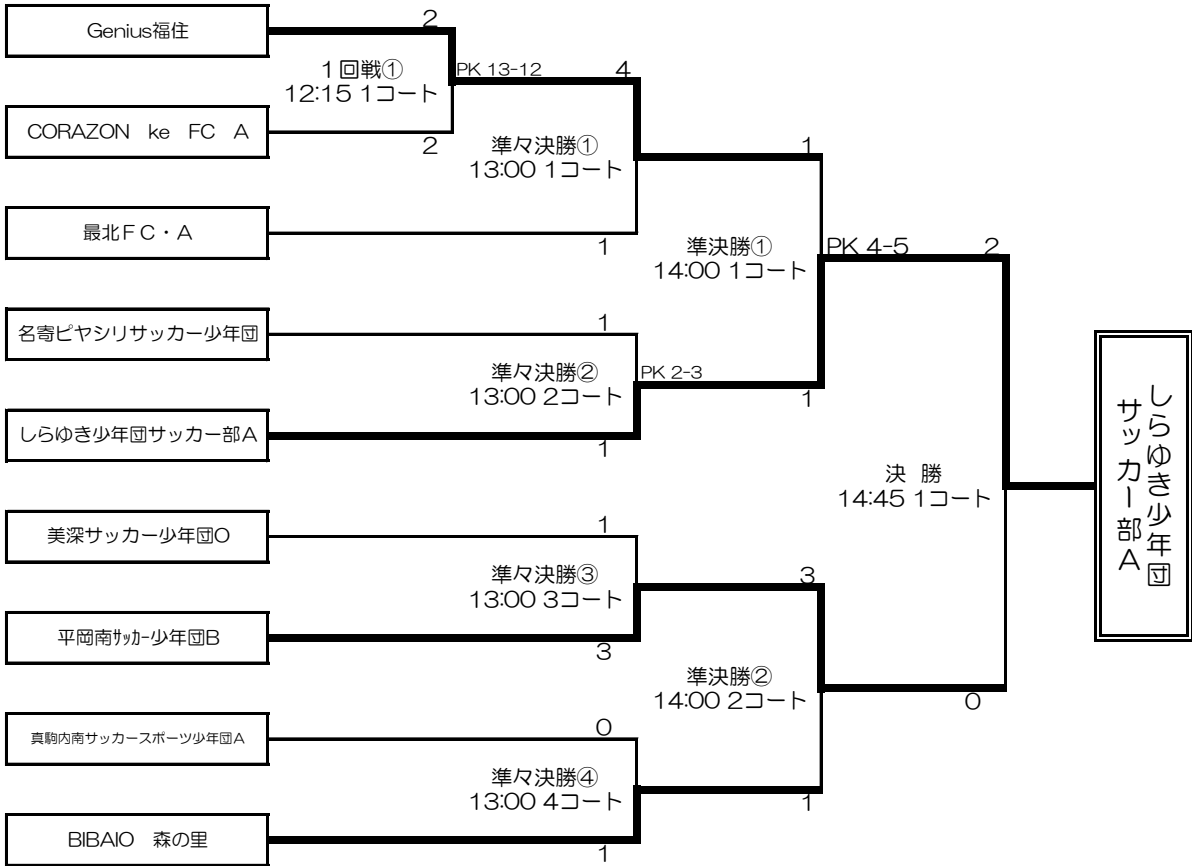 Genius福住
2
1回戦①
12:15 1コート
PK 13-12
4
CORAZON ke FC A
2
準々決勝①
13:00 1コート
1
最北FC・A
1
準決勝①
14:00 1コート
PK 4-5
2
名寄ピヤシリサッカー少年団
1
準々決勝②
13:00 2コート
PK 2-3
1
しらゆき少年団サッカー部A
1
決 勝
14:45 1コート
しらゆき少年団
サッカー部A
美深サッカー少年団O
1
準々決勝③
13:00 3コート
3
平岡南サッカー少年団B
3
準決勝②
14:00 2コート
0
真駒内南サッカースポーツ少年団A
0
準々決勝④
13:00 4コート
1
BIBAIO 森の里
1